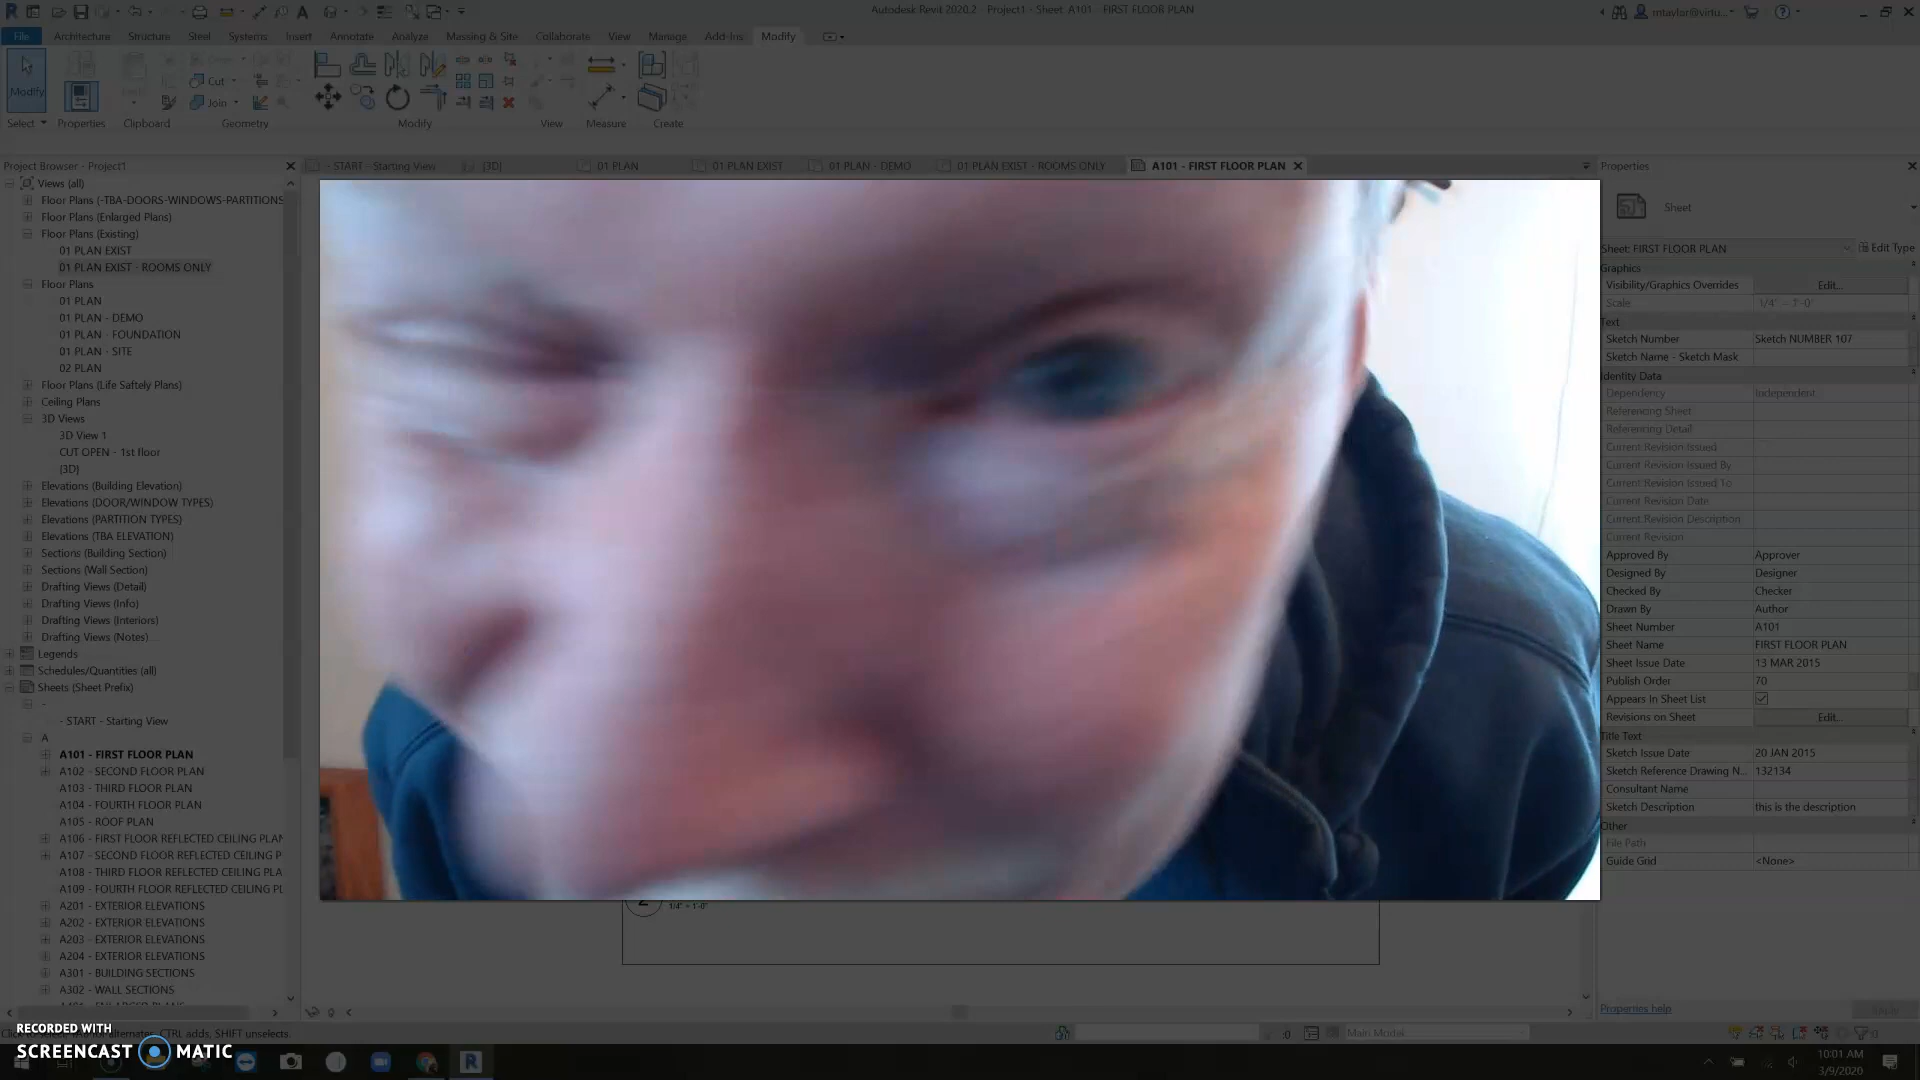 Autodesk Revit 2020.2 - Project1 - Sheet: A101 - FIRST FLOOR PLAN
mtaylor@virtu...
File Architecture Structure Steel Systems Insert Annotate Analyze Massing & Site Collaborate View Manage Add-Ins Modify
Modify
Cut
Join
Select Properties Clipboard Geometry Modify View Measure Create
Project Browser - Project1
- START - Starting View {3D} 01 PLAN 01 PLAN EXIST 01 PLAN - DEMO 01 PLAN EXIST - ROOMS ONLY A101 - FIRST FLOOR PLAN
Views (all)
Floor Plans (-TBA-DOORS-WINDOWS-PARTITIONS
Floor Plans (Enlarged Plans)
Floor Plans (Existing)
01 PLAN EXIST
01 PLAN EXIST - ROOMS ONLY
Floor Plans
01 PLAN
01 PLAN - DEMO
01 PLAN - FOUNDATION
01 PLAN - SITE
02 PLAN
Floor Plans (Life Saftely Plans)
Ceiling Plans
3D Views
3D View 1
CUT OPEN - 1st Floor
{3D}
Elevations (Building Elevation)
Elevations (DOOR/WINDOW TYPES)
Elevations (PARTITION TYPES)
Elevations (TBA ELEVATION)
Sections (Building Section)
Sections (Wall Section)
Drafting Views (Detail)
Drafting Views (Info)
Drafting Views (Interiors)
Drafting Views (Notes)
Legends
Schedules/Quantities (all)
Sheets (Sheet Prefix)
-
- START - Starting View
A
A101 - FIRST FLOOR PLAN
A102 - SECOND FLOOR PLAN
A103 - THIRD FLOOR PLAN
A104 - FOURTH FLOOR PLAN
A105 - ROOF PLAN
A106 - FIRST FLOOR REFLECTED CEILING PLAN
A107 - SECOND FLOOR REFLECTED CEILING P
A108 - THIRD FLOOR REFLECTED CEILING PLA
A109 - FOURTH FLOOR REFLECTED CEILING PL
A201 - EXTERIOR ELEVATIONS
A202 - EXTERIOR ELEVATIONS
A203 - EXTERIOR ELEVATIONS
A204 - EXTERIOR ELEVATIONS
A301 - BUILDING SECTIONS
A302 - WALL SECTIONS
1/4" = 1'-0"
Properties
Sheet
Sheet: FIRST FLOOR PLAN Edit Type
Graphics
Visibility/Graphics Overrides Edit...
Scale 1/4" = 1'-0"
Text
Sketch Number Sketch NUMBER 107
Sketch Name - Sketch Mask
Identity Data
Dependency Independent
Referencing Sheet
Referencing Detail
Current Revision Issued
Current Revision Issued By
Current Revision Issued To
Current Revision Date
Current Revision Description
Current Revision
Approved By Approver
Designed By Designer
Checked By Checker
Drawn By Author
Sheet Number A101
Sheet Name FIRST FLOOR PLAN
Sheet Issue Date 13 MAR 2015
Publish Order 70
Appears In Sheet List
Revisions on Sheet Edit...
Title Text
Sketch Issue Date 20 JAN 2015
Sketch Reference Drawing N... 132134
Consultant Name
Sketch Description this is the description
Other
File Path
Guide Grid <None>
Properties help Apply
alternates, CTRL adds, SHIFT unselects.
:0 Main Model
RECORDED WITH
SCREENCAST MATIC
10:01 AM
3/9/2020